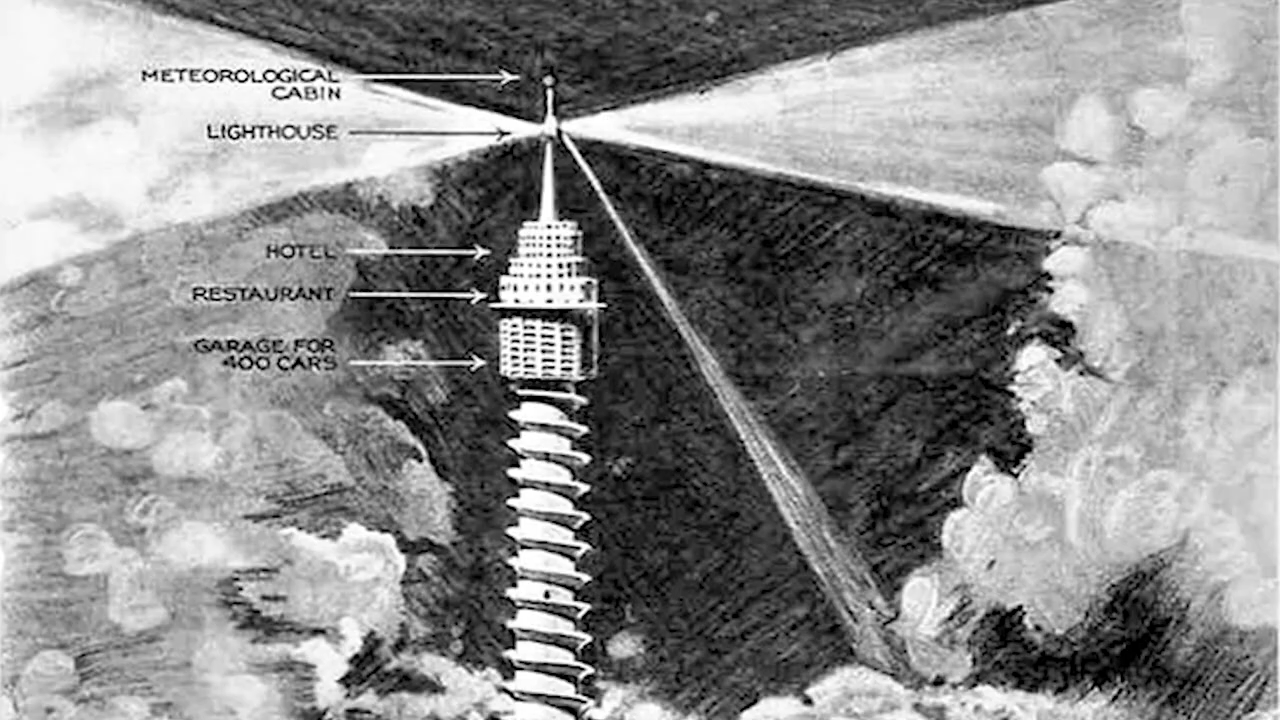 METEOROLOGICAL
CABIN
LIGHTHOUSE
HOTEL
RESTAURANT
GARAGE FOR
400 CARS